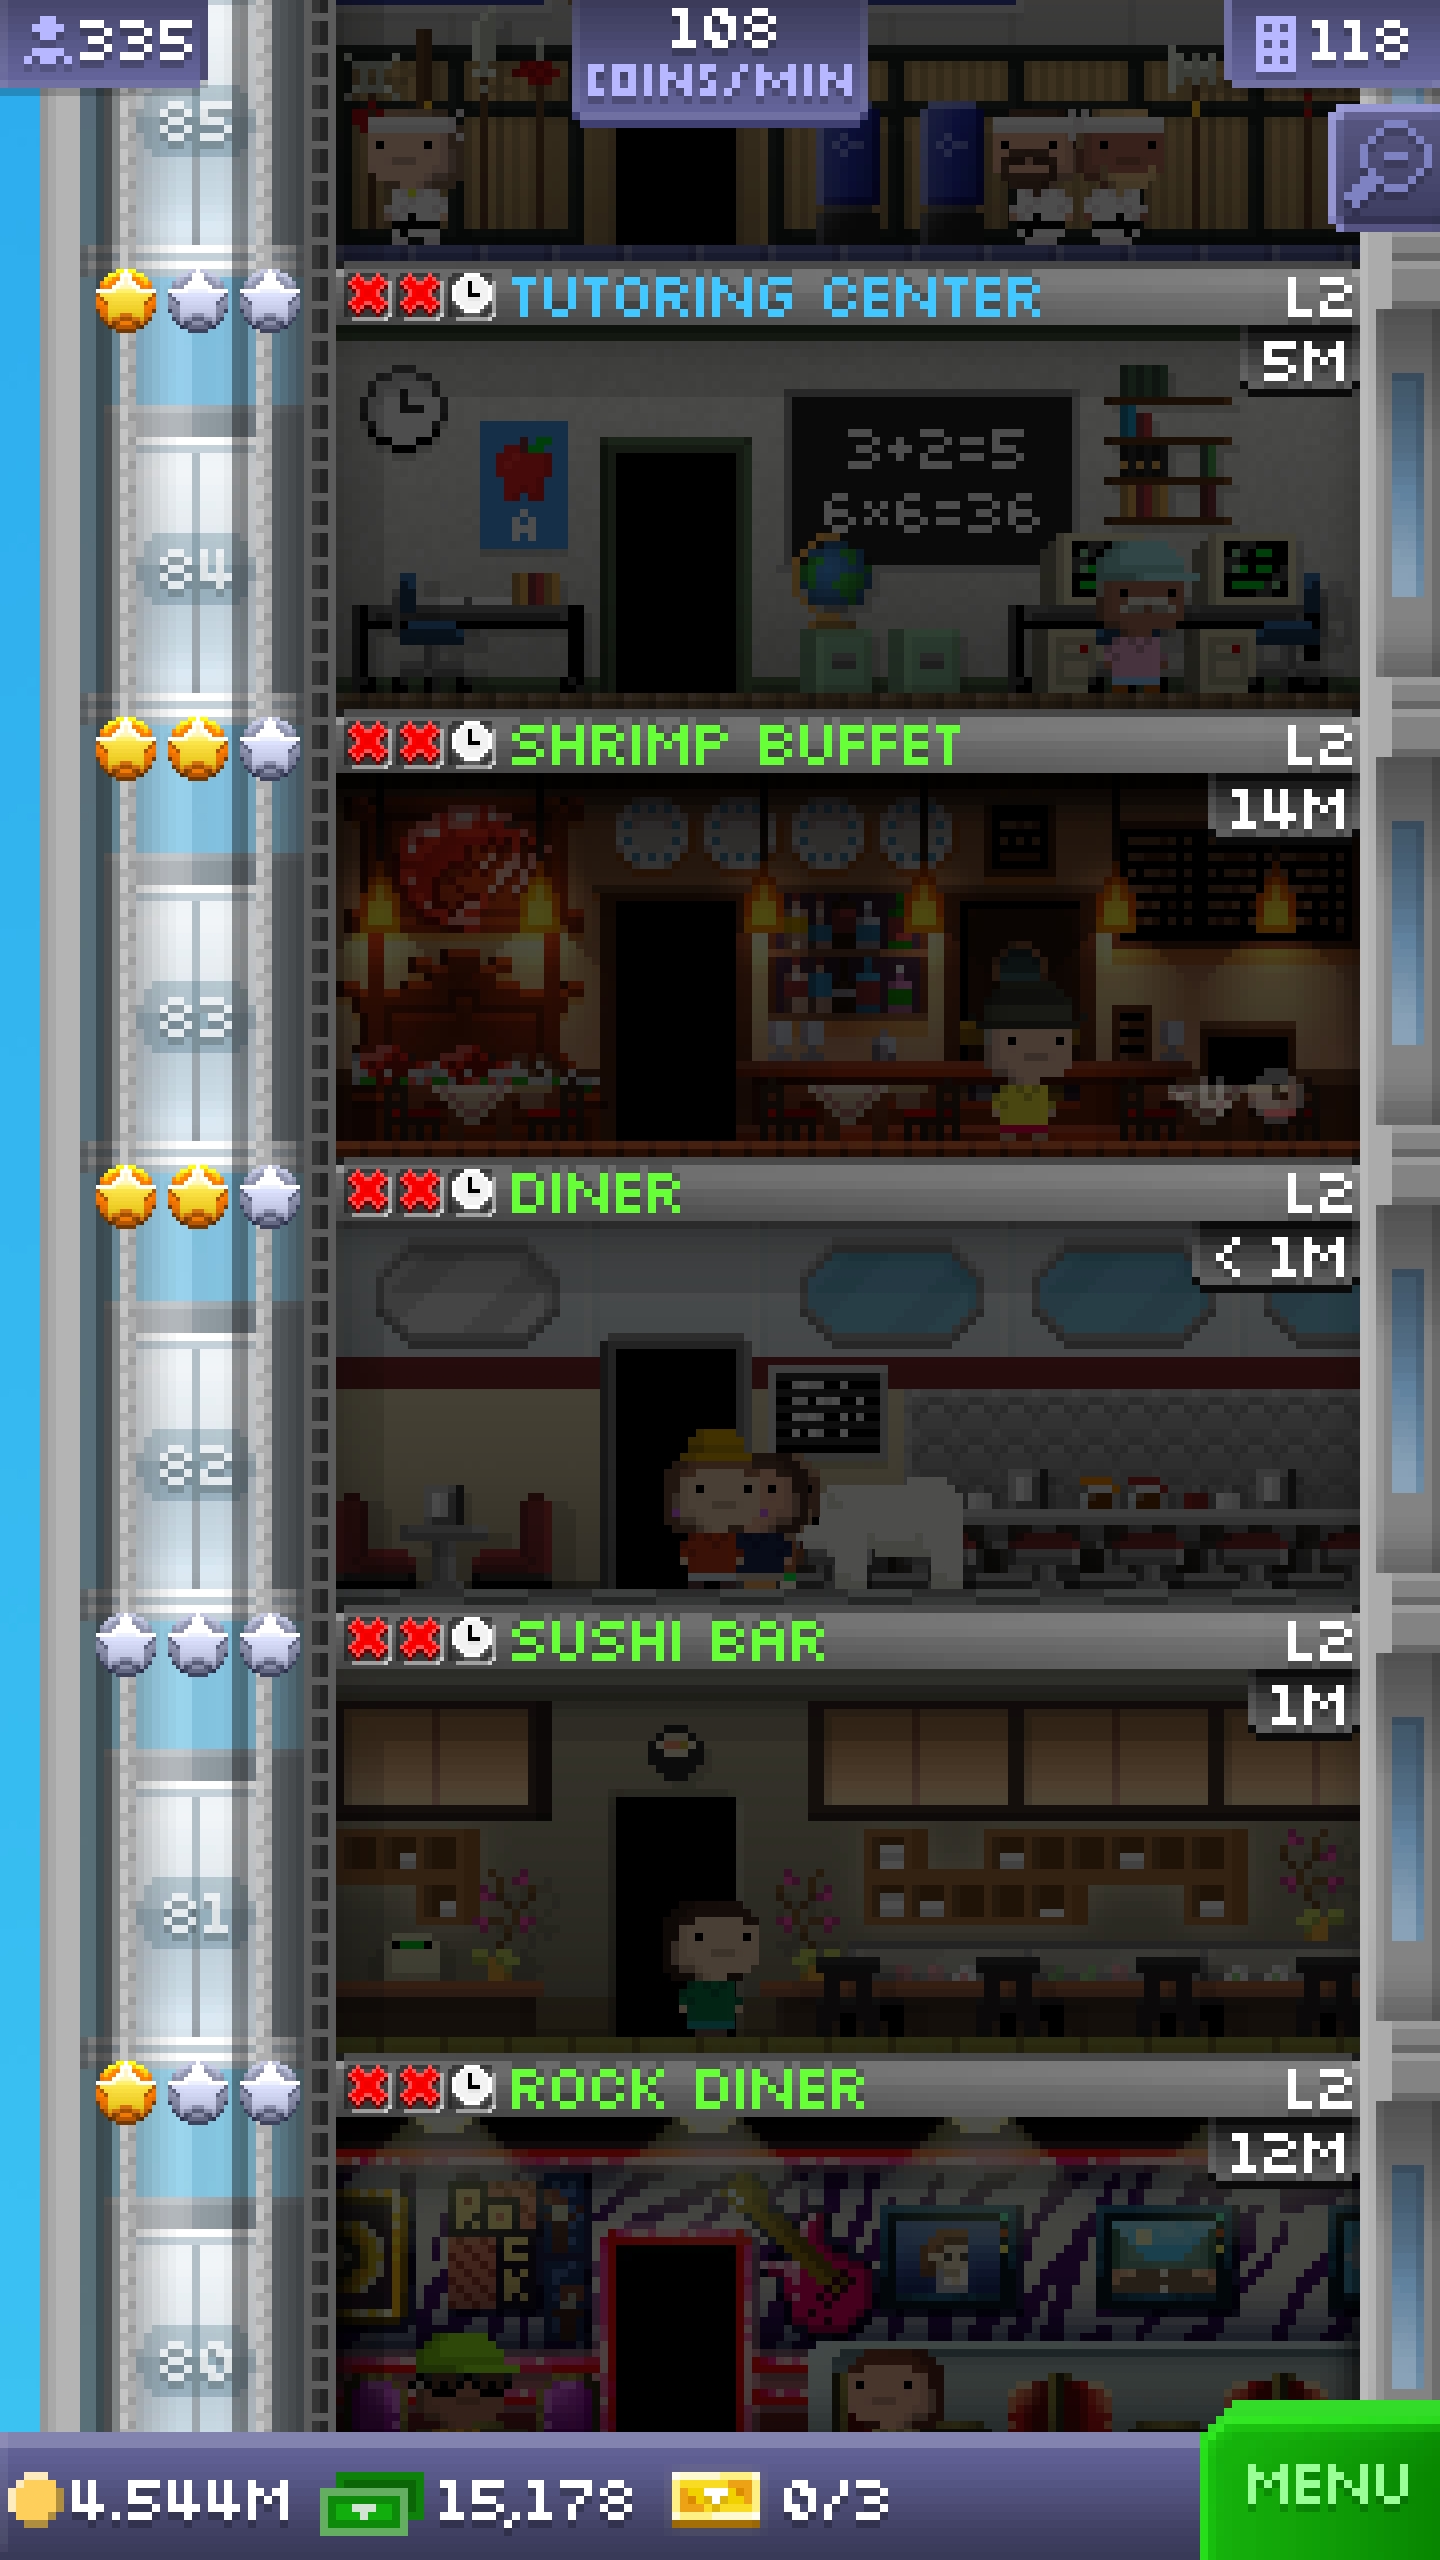 335
108
COINS/MIN
118
85
TUTORING CENTER
L2
5M
3+2=5
6×6=36
A
84
SHRIMP BUFFET
L2
14M
83
DINER
L2
< 1M
82
SUSHI BAR
L2
1M
81
ROCK DINER
L2
12M
80
4.544M
15,178
0/3
MENU